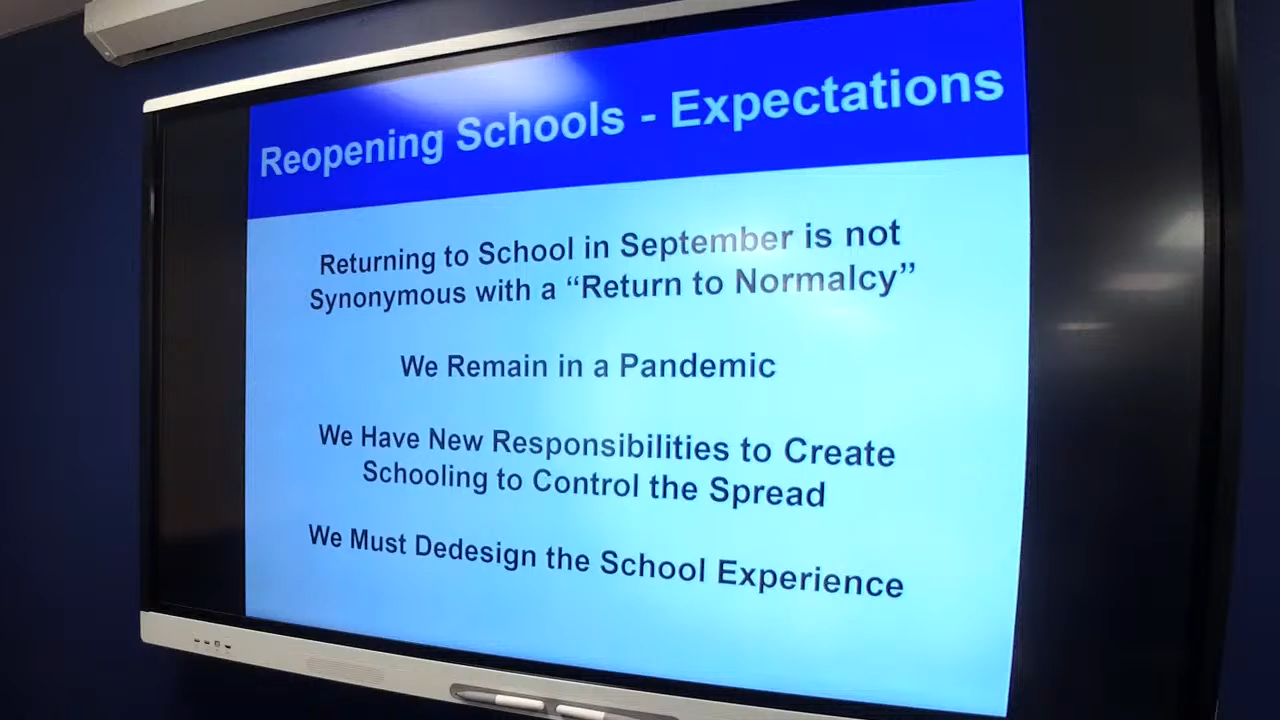 Reopening Schools - Expectations
Returning to School in September is not
Synonymous with a “Return to Normalcy”
We Remain in a Pandemic
We Have New Responsibilities to Create
Schooling to Control the Spread
We Must Dedesign the School Experience